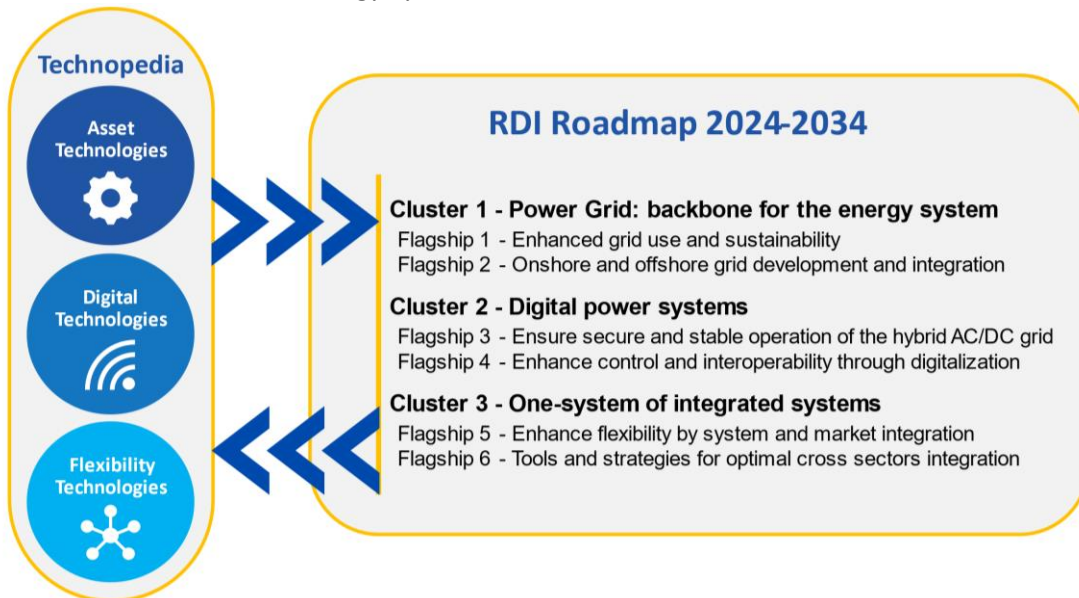 Technopedia
Asset
Technologies
Digital
Technologies
Flexibility
Technologies
RDI Roadmap 2024-2034
Cluster 1 - Power Grid: backbone for the energy system
Flagship 1 - Enhanced grid use and sustainability
Flagship 2 - Onshore and offshore grid development and integration
Cluster 2 - Digital power systems
Flagship 3 - Ensure secure and stable operation of the hybrid AC/DC grid
Flagship 4 - Enhance control and interoperability through digitalization
Cluster 3 - One-system of integrated systems
Flagship 5 - Enhance flexibility by system and market integration
Flagship 6 - Tools and strategies for optimal cross sectors integration